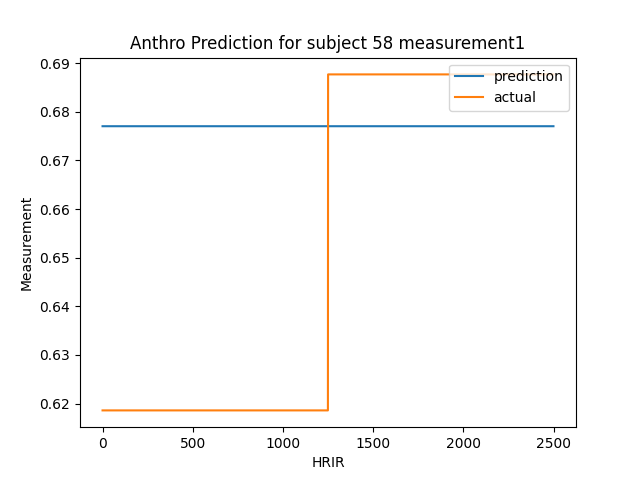 Anthro Prediction for subject 58 measurement1
prediction
actual
0.69
0.68
0.67
0.66
0.65
0.64
0.63
0.62
Measurement
0 500 1000 1500 2000 2500
HRIR